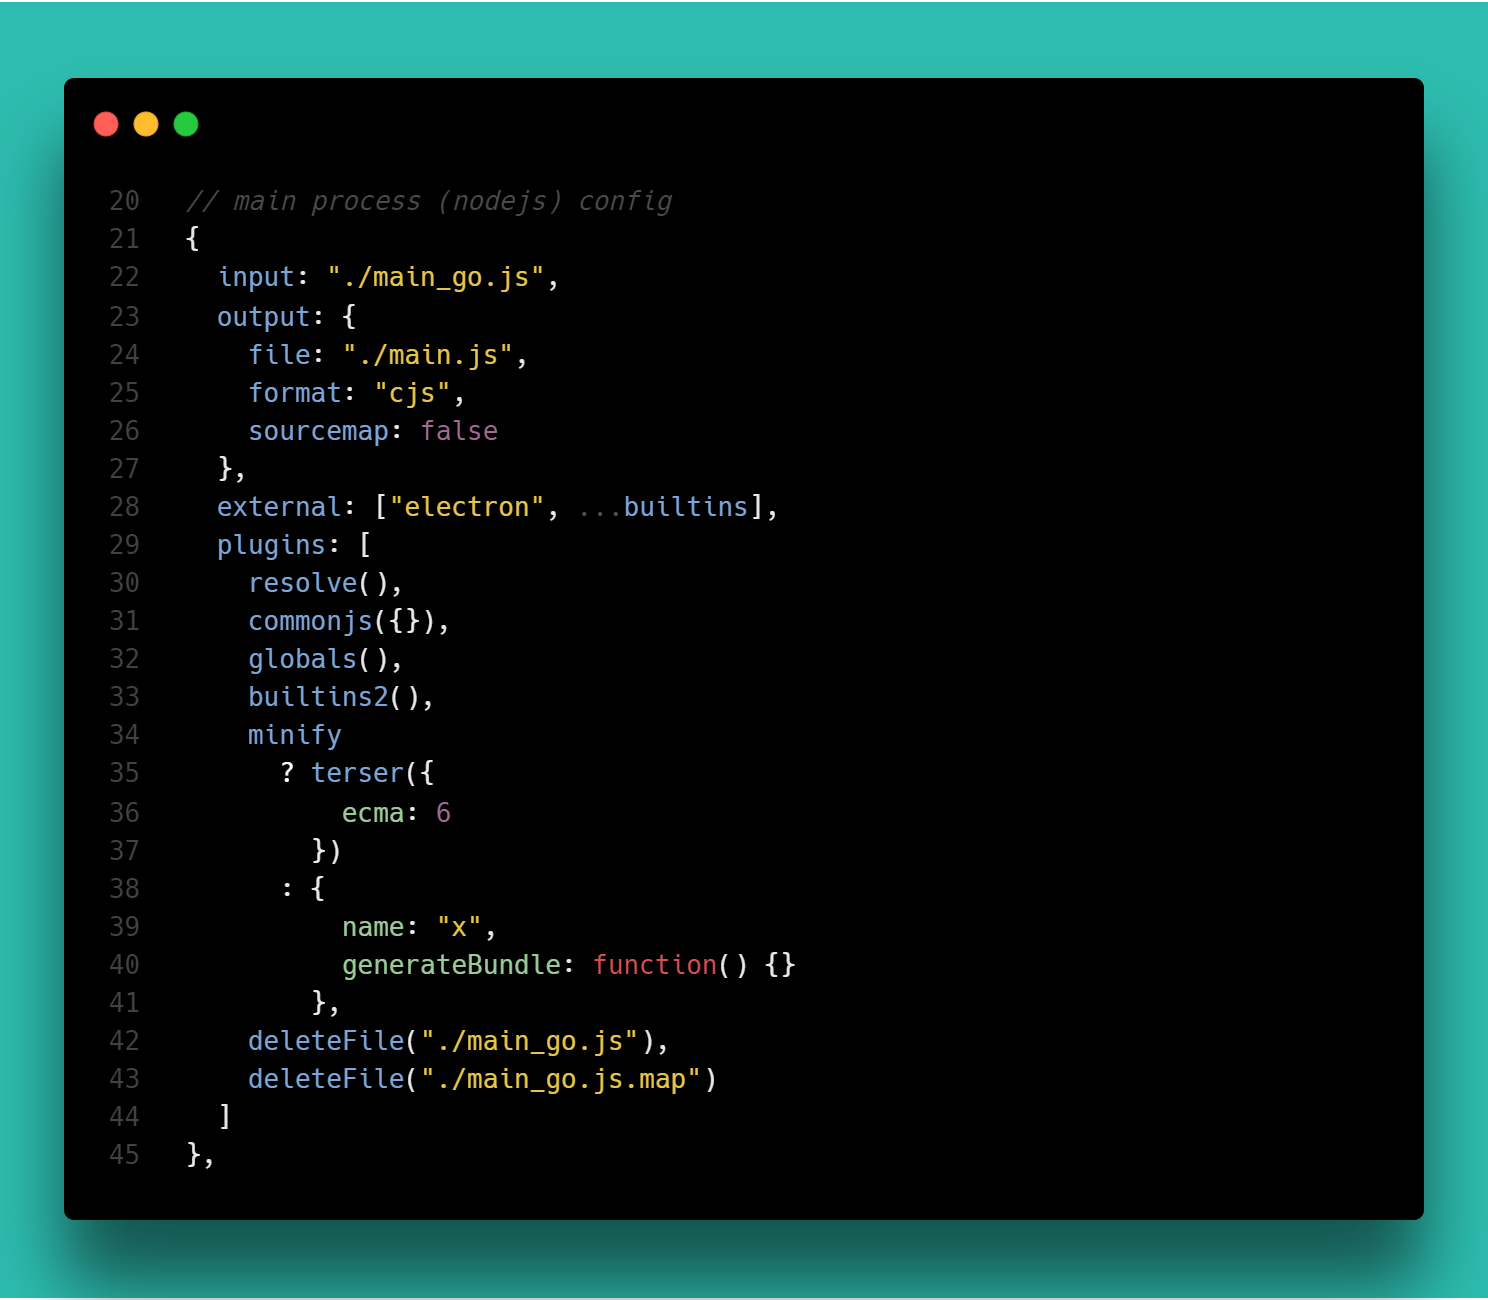 20 // main process (nodejs) config
21 {
22   input: "./main_go.js",
23   output: {
24     file: "./main.js",
25     format: "cjs",
26     sourcemap: false
27   },
28   external: ["electron", ...builtins],
29   plugins: [
30     resolve(),
31     commonjs({}),
32     globals(),
33     builtins2(),
34     minify
35       ? terser({
36           ecma: 6
37         })
38       : {
39           name: "x",
40           generateBundle: function() {}
41         },
42     deleteFile("./main_go.js"),
43     deleteFile("./main_go.js.map")
44   ]
45 },